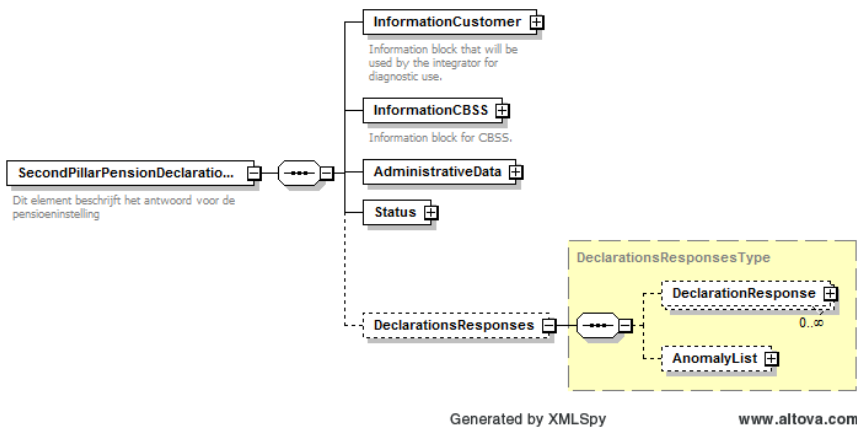 InformationCustomer
Information block that will be
used by the integrator for
diagnostic use.
InformationCBSS
Information block for CBSS.
SecondPillarPensionDeclaratio...
Dit element beschrijft het antwoord voor de
pensioeninstelling
AdministrativeData
Status
DeclarationsResponsesType
DeclarationResponse
0..∞
DeclarationsResponses
AnomalyList
Generated by XMLSpy
www.altova.com